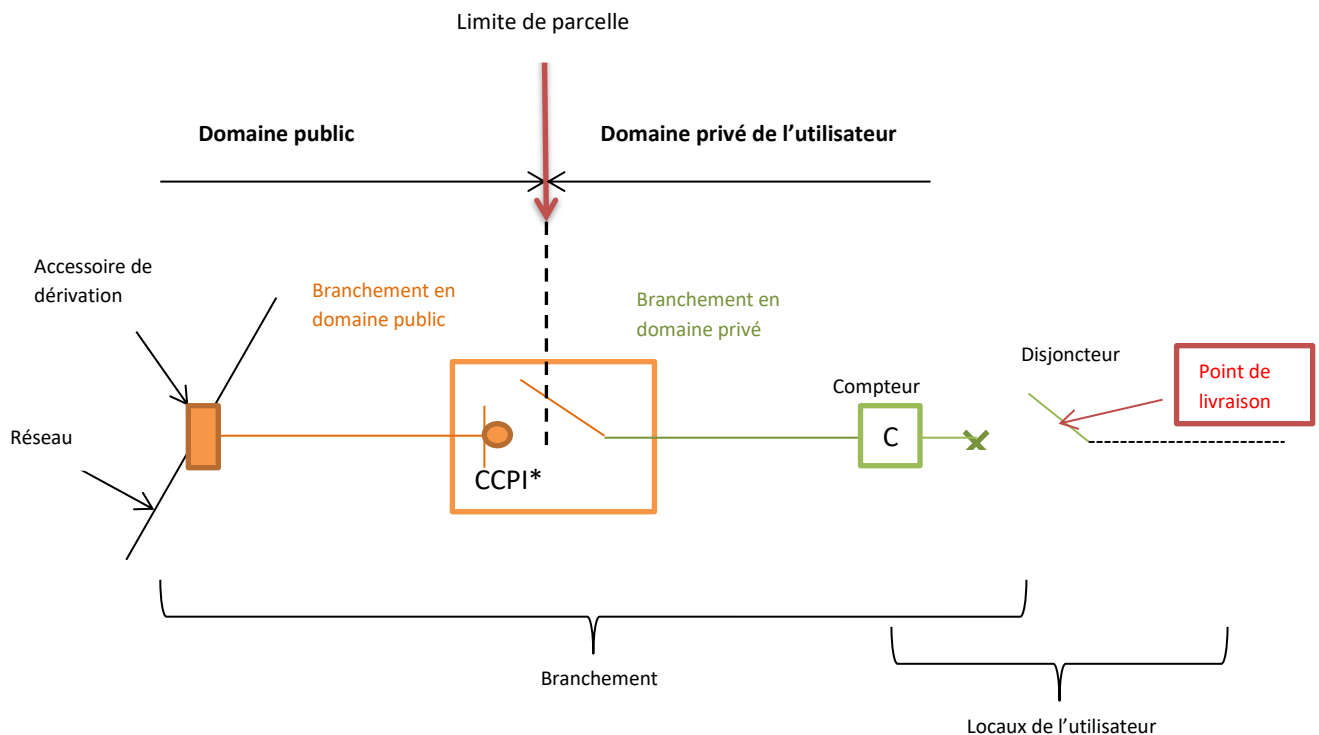 Limite de parcelle
Domaine public
Domaine privé de l’utilisateur
Accessoire de
dérivation
Branchement en
domaine public
Branchement en
domaine privé
Disjoncteur
Point de
livraison
Compteur
Réseau
C
CCPI*
Branchement
Locaux de l’utilisateur